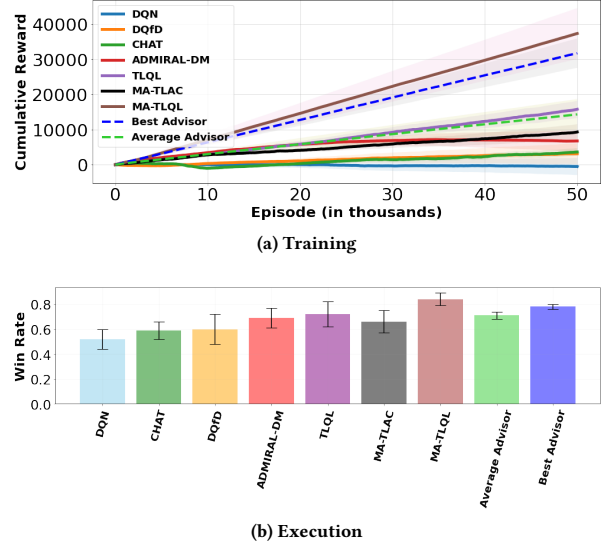 DQN
DQfD
CHAT
ADMIRAL-DM
TLQL
MA-TLAC
MA-TLQL
Best Advisor
Average Advisor
Cumulative Reward
40000
30000
20000
10000
0
0 10 20 30 40 50
Episode (in thousands)
(a) Training
Win Rate
0.8
0.6
0.4
0.2
0.0
DQN
CHAT
DQfD
ADMIRAL-DM
TLQL
MA-TLAC
MA-TLQL
Average Advisor
Best Advisor
(b) Execution